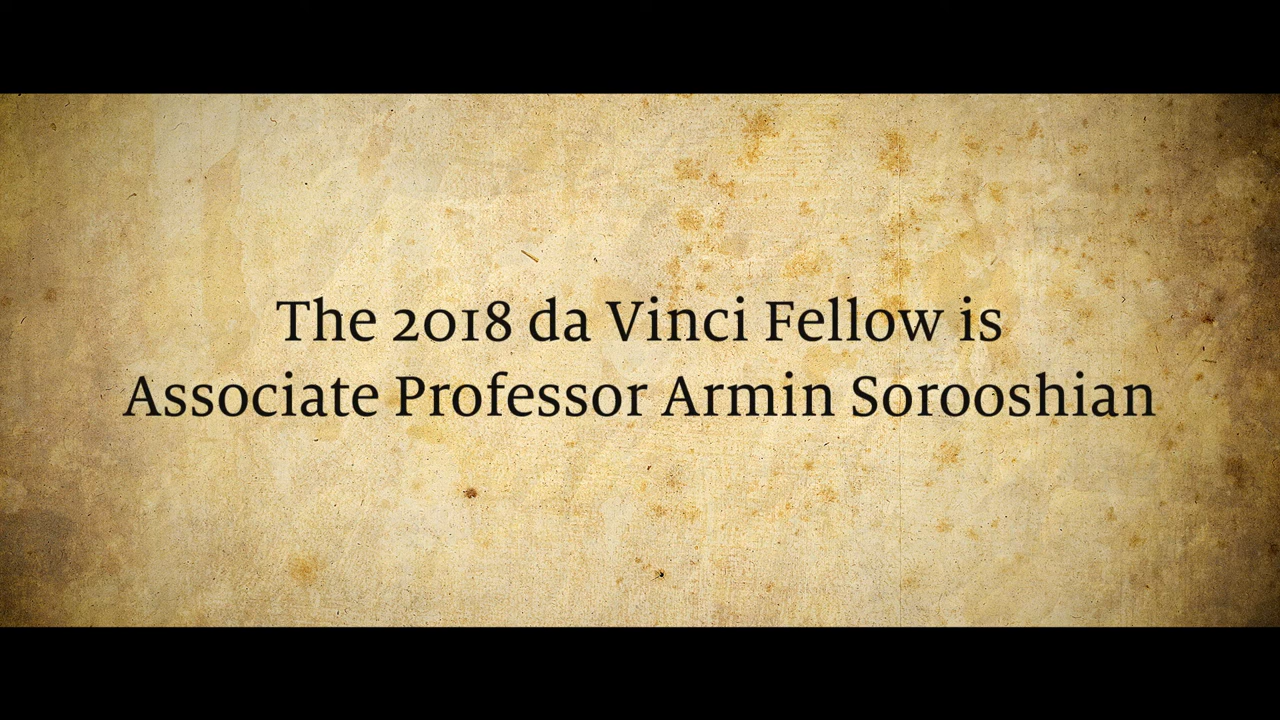 The 2018 da Vinci Fellow is
Associate Professor Armin Sorooshian